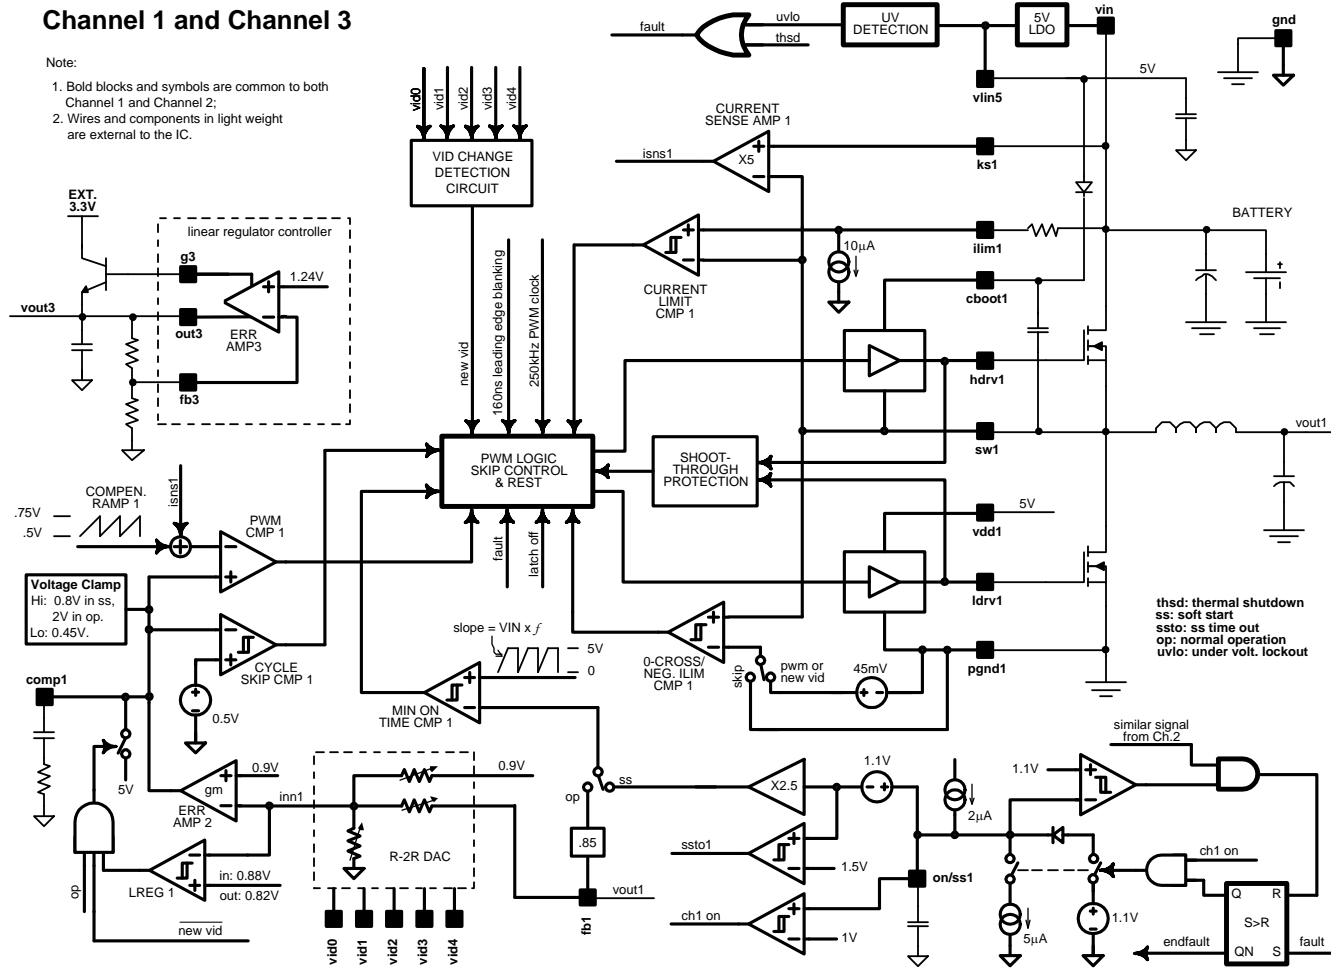 Channel 1 and Channel 3
Note:
1. Bold blocks and symbols are common to both
Channel 1 and Channel 2;
2. Wires and components in light weight
are external to the IC.
fault
uvlo
thsd
UV
DETECTION
5V
LDO
vin
gnd
vlin5
5V
vid0
vid1
vid2
vid3
vid4
VID CHANGE
DETECTION
CIRCUIT
CURRENT
SENSE AMP 1
isns1
X5
ks1
EXT.
3.3V
linear regulator controller
g3
1.24V
vout3
out3
ERR
AMP3
fb3
new vid
160ns leading edge blanking
250kHz PWM clock
CURRENT
LIMIT
CMP 1
10µA
ilim1
BATTERY
+
cboot1
hdrv1
sw1
vout1
PWM LOGIC
SKIP CONTROL
& REST
SHOOT-
THROUGH
PROTECTION
COMPEN.
RAMP 1
isns1
.75V
.5V
PWM
CMP 1
fault
latch off
5V
vdd1
ldrv1
Voltage Clamp
Hi: 0.8V in ss,
2V in op.
Lo: 0.45V.
CYCLE
SKIP CMP 1
slope = VIN x f
5V
0
0-CROSS/
NEG. ILIM
CMP 1
skip
pwm or
new vid
45mV
pgnd1
thsd: thermal shutdown
ss: soft start
ssto: ss time out
op: normal operation
uvlo: under volt. lockout
comp1
0.5V
MIN ON
TIME CMP 1
5V
0.9V
gm
ERR
AMP 2
inn1
0.9V
R-2R DAC
op
ss
.85
X2.5
1.1V
2µA
similar signal
from Ch.2
1.1V
LREG 1
in: 0.88V
out: 0.82V
op
new vid
vid0
vid1
vid2
vid3
vid4
fb1
vout1
ssto1
1.5V
on/ss1
ch1 on
1V
5µA
1.1V
ch1 on
Q
R
S>R
QN
S
endfault
fault